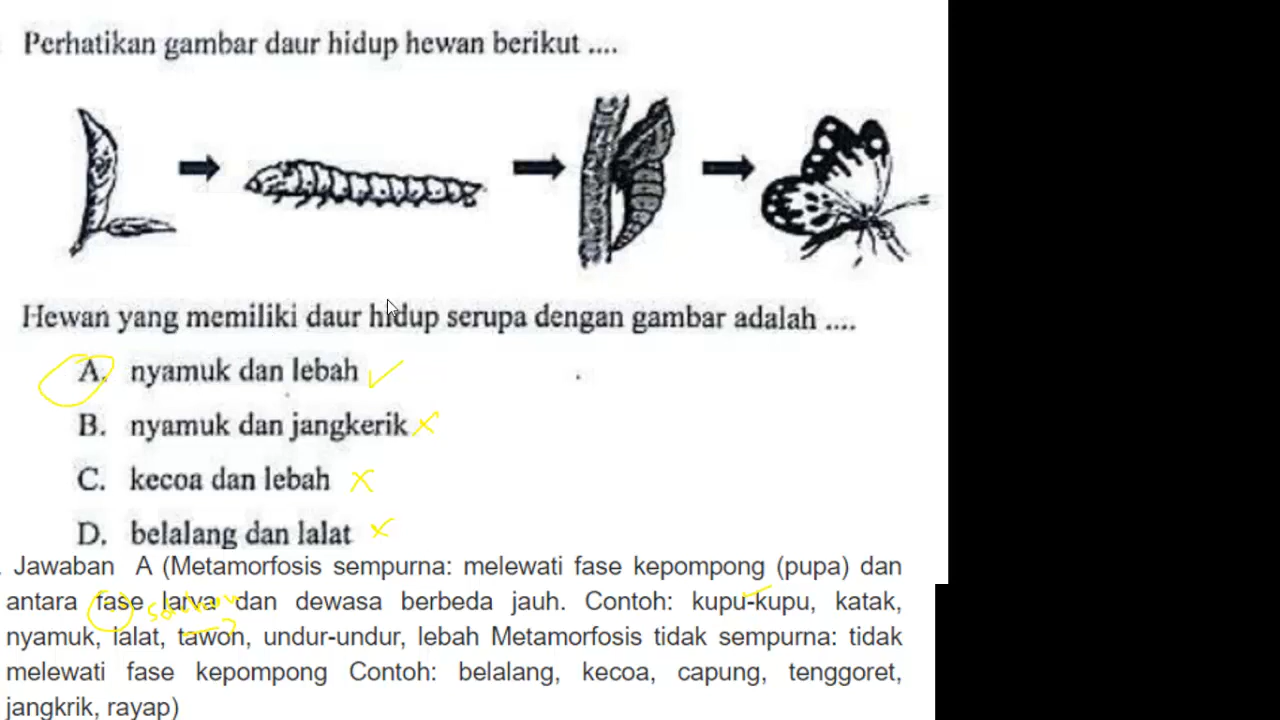 Perhatikan gambar daur hidup hewan berikut ....
Hewan yang memiliki daur hidup serupa dengan gambar adalah ....
A. nyamuk dan lebah
B. nyamuk dan jangkerik
C. kecoa dan lebah
D. belalang dan lalat
. Jawaban A (Metamorfosis sempurna: melewati fase kepompong (pupa) dan
antara fase larva dan dewasa berbeda jauh. Contoh: kupu-kupu, katak,
nyamuk, lalat, tawon, undur-undur, lebah Metamorfosis tidak sempurna: tidak
melewati fase kepompong Contoh: belalang, kecoa, capung, tenggoret,
jangkrik, rayap)